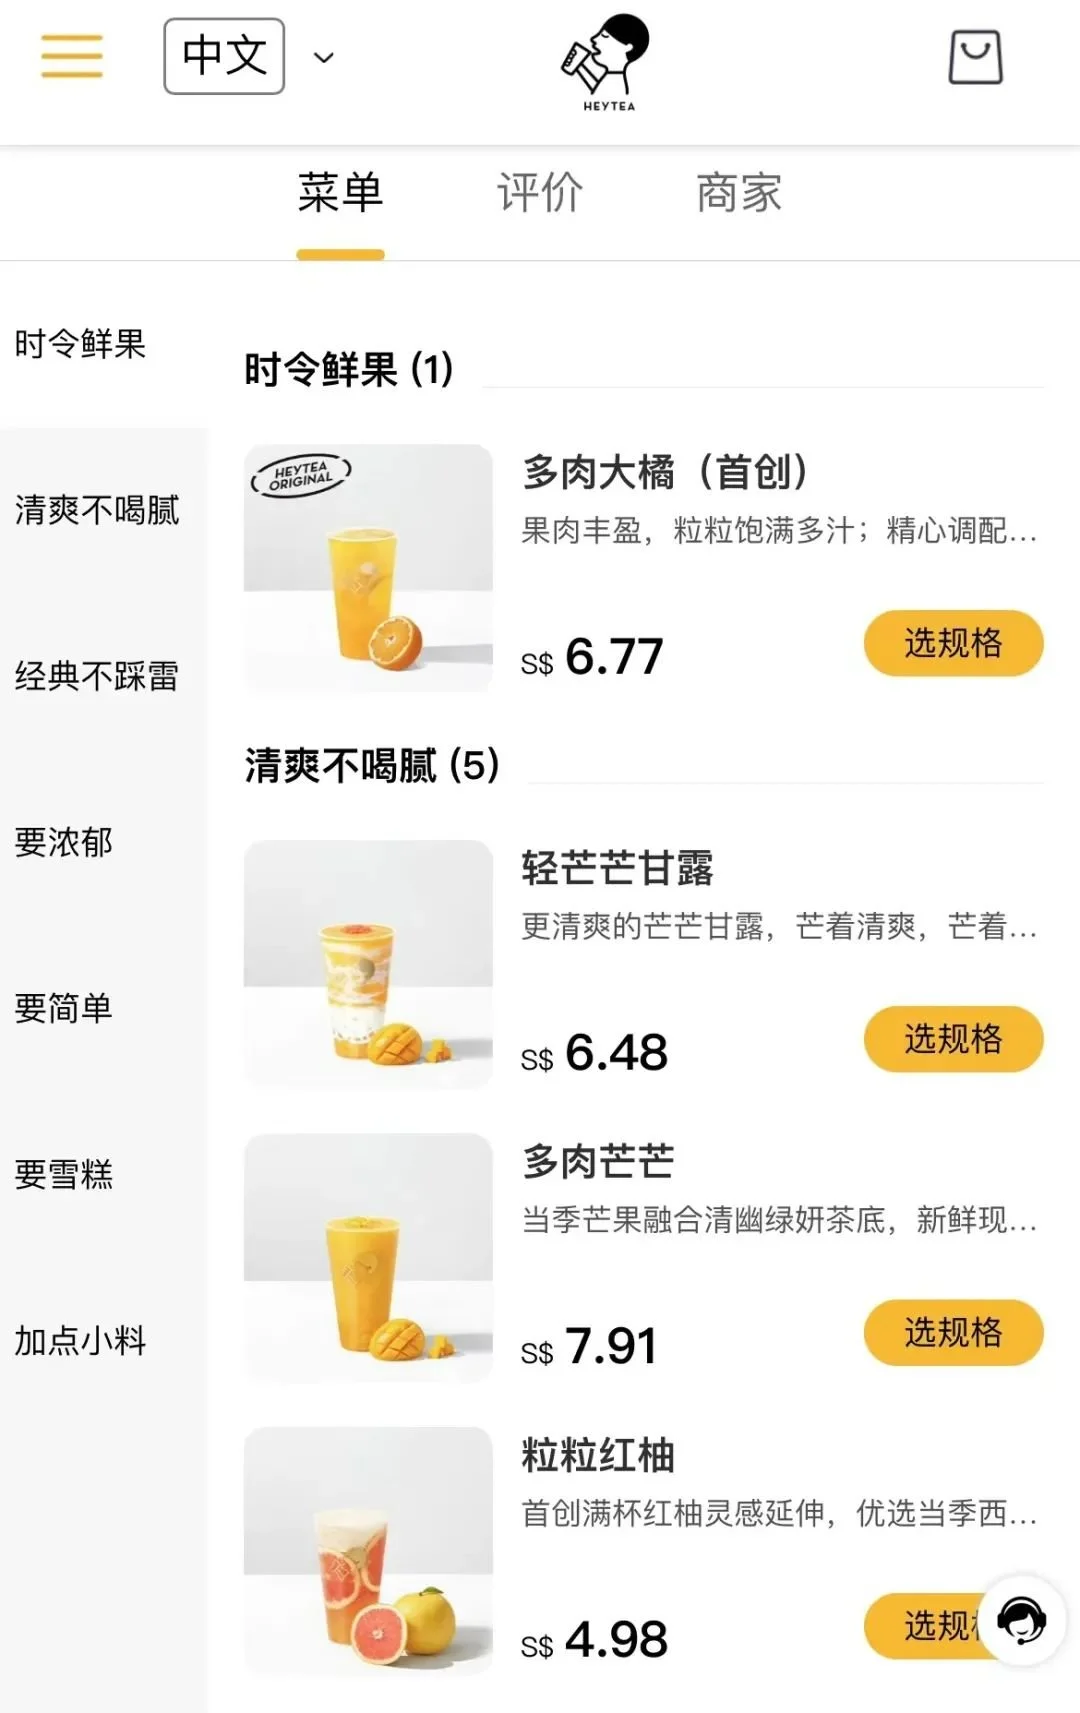 中文
HEYTEA
菜单
评价
商家
时令鲜果
清爽不喝腻
经典不踩雷
要浓郁
要简单
要雪糕
加点小料
时令鲜果 (1)
HEYTEA
ORIGINAL
多肉大橘（首创）
果肉丰盈，粒粒饱满多汁；精心调配...
S$ 6.77
选规格
清爽不喝腻 (5)
轻芒芒甘露
更清爽的芒芒甘露，芒着清爽，芒着...
S$ 6.48
选规格
多肉芒芒
当季芒果融合清幽绿妍茶底，新鲜现...
S$ 7.91
选规格
粒粒红柚
首创满杯红柚灵感延伸，优选当季西...
S$ 4.98
选规